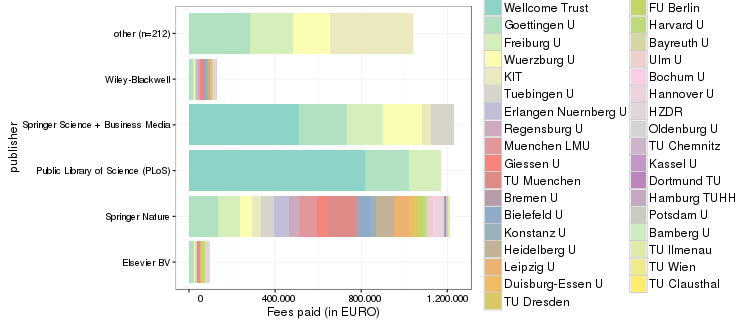 publisher
other (n=212)
Wiley-Blackwell
Springer Science + Business Media
Public Library of Science (PLoS)
Springer Nature
Elsevier BV
0
400.000
800.000
1.200.000
Fees paid (in EURO)
Wellcome Trust
Goettingen U
Freiburg U
Wuerzburg U
KIT
Tuebingen U
Erlangen Nuernberg U
Regensburg U
Muenchen LMU
Giessen U
TU Muenchen
Bremen U
Bielefeld U
Konstanz U
Heidelberg U
Leipzig U
Duisburg-Essen U
TU Dresden
FU Berlin
Harvard U
Bayreuth U
Ulm U
Bochum U
Hannover U
HZDR
Oldenburg U
TU Chemnitz
Kassel U
Dortmund TU
Hamburg TUHH
Potsdam U
Bamberg U
TU Ilmenau
TU Wien
TU Clausthal